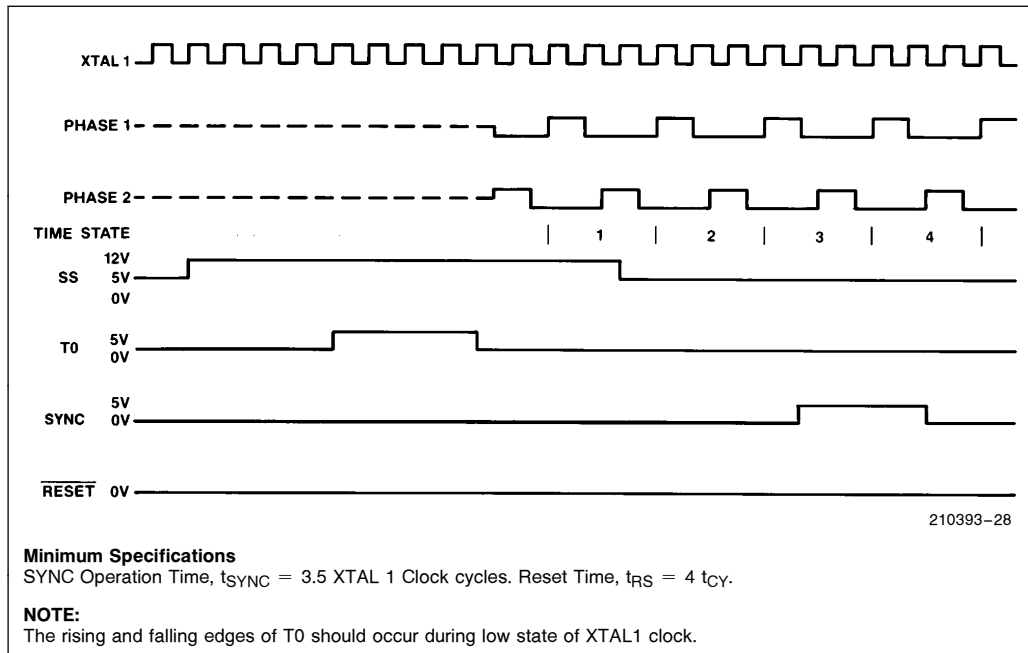 XTAL 1
PHASE 1
PHASE 2
TIME STATE | 1 | 2 | 3 | 4 |
12V
SS 5V
0V
5V
T0
0V
5V
SYNC 0V
RESET 0V
210393–28
Minimum Specifications
SYNC Operation Time, tSYNC = 3.5 XTAL 1 Clock cycles. Reset Time, tRS = 4 tCY.
NOTE:
The rising and falling edges of T0 should occur during low state of XTAL1 clock.